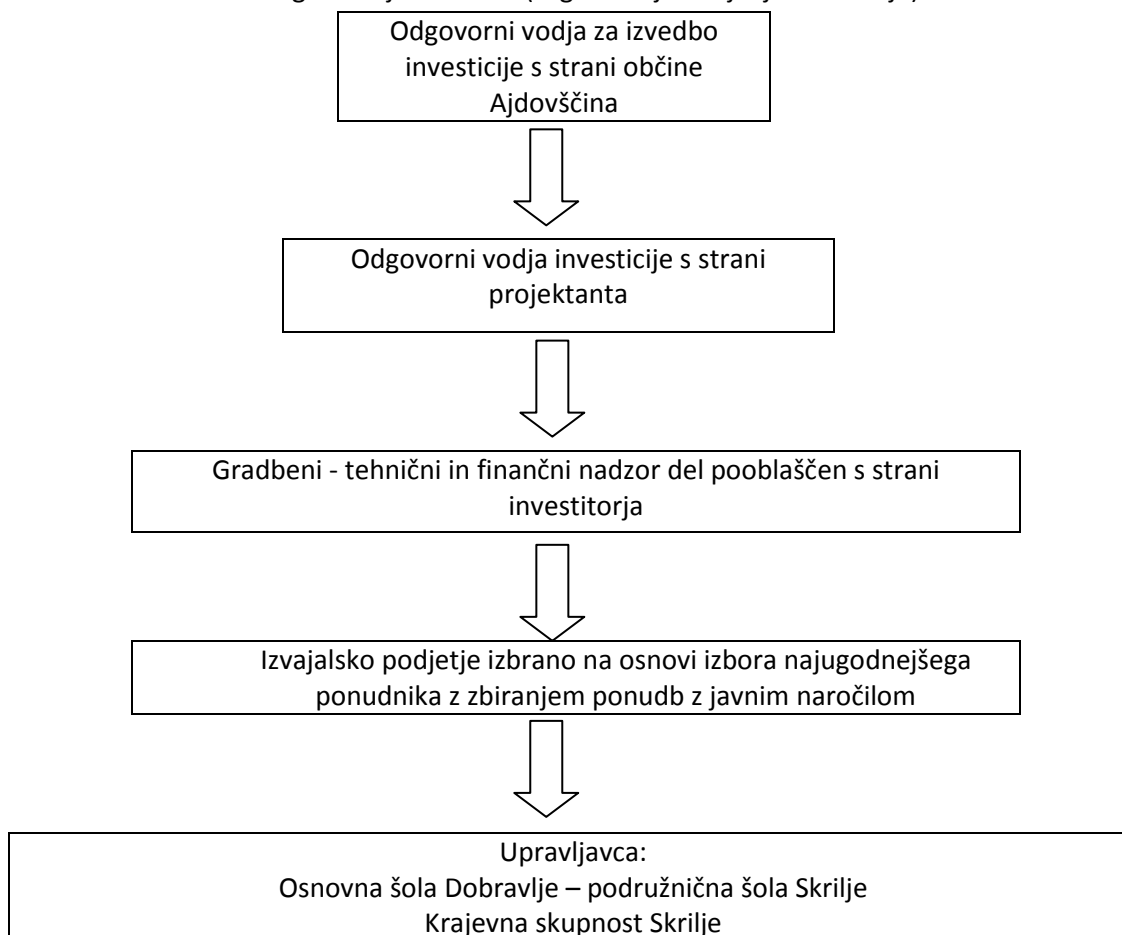 Odgovorni vodja za izvedbo
investicije s strani občine
Ajdovščina
Odgovorni vodja investicije s strani
projektanta
Gradbeni - tehnični in finančni nadzor del pooblaščen s strani
investitorja
Izvajalsko podjetje izbrano na osnovi izbora najugodnejšega
ponudnika z zbiranjem ponudb z javnim naročilom
Upravljavca:
Osnovna šola Dobravlje – podružnična šola Skrilje
Krajevna skupnost Skrilje